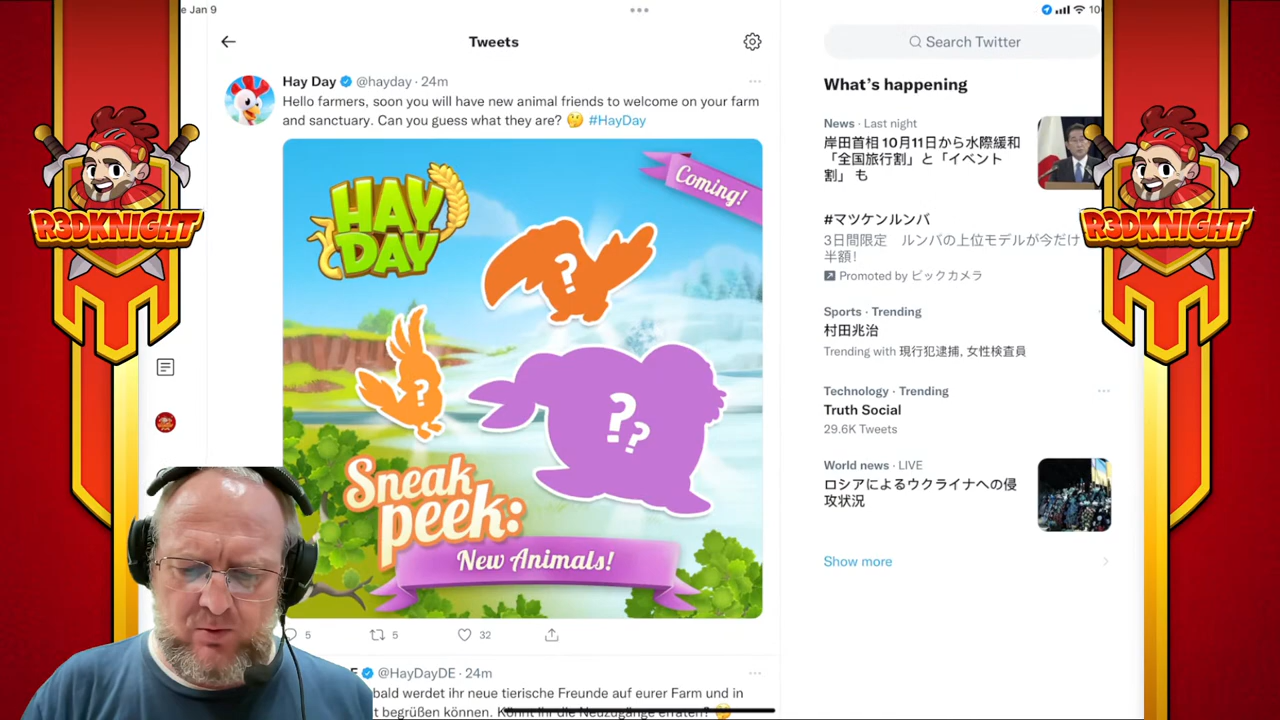 e Jan 9
10
Tweets
Search Twitter
What's happening
Hay Day @hayday · 24m
Hello farmers, soon you will have new animal friends to welcome on your farm
and sanctuary. Can you guess what they are? 🤔 #HayDay
HAY
DAY
Coming!
?
?
??
Sneak
peek:
New Animals!
5
5
32
@HayDayDE · 24m
bald werdet ihr neue tierische Freunde auf eurer Farm und in
t begrüßen können. Könnt ihr die Neuzugänge erraten? 🤔
News · Last night
岸田首相 10月11日から水際緩和
「全国旅行割」と「イベント
割」 も
#マツケンルンバ
3日間限定 ルンバの上位モデルが今だけ
半額!
Promoted by ビックカメラ
Sports · Trending
村田兆治
Trending with 現行犯逮捕, 女性検査員
Technology · Trending
Truth Social
29.6K Tweets
World news · LIVE
ロシアによるウクライナへの侵
攻状況
Show more
R3DKNIGHT
R3DKNIGHT